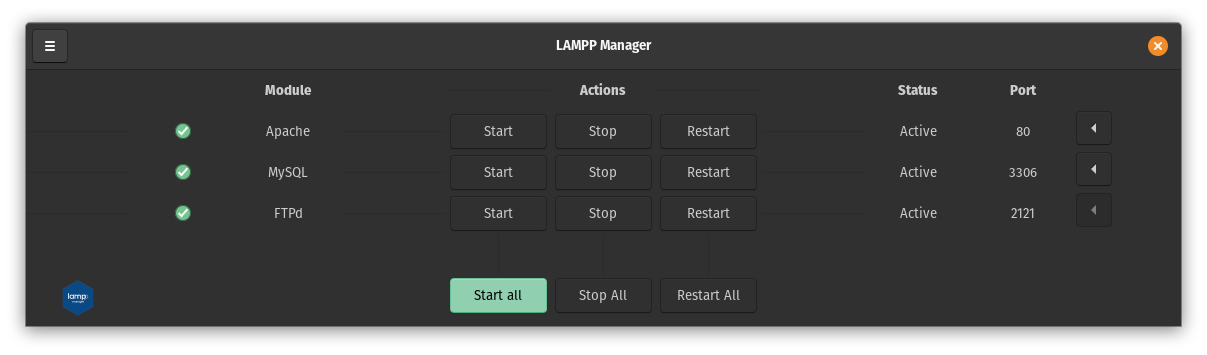 LAMPP Manager
Module Actions Status Port
Apache Start Stop Restart Active 80
MySQL Start Stop Restart Active 3306
FTPd Start Stop Restart Active 2121
lamp
Start all Stop All Restart All